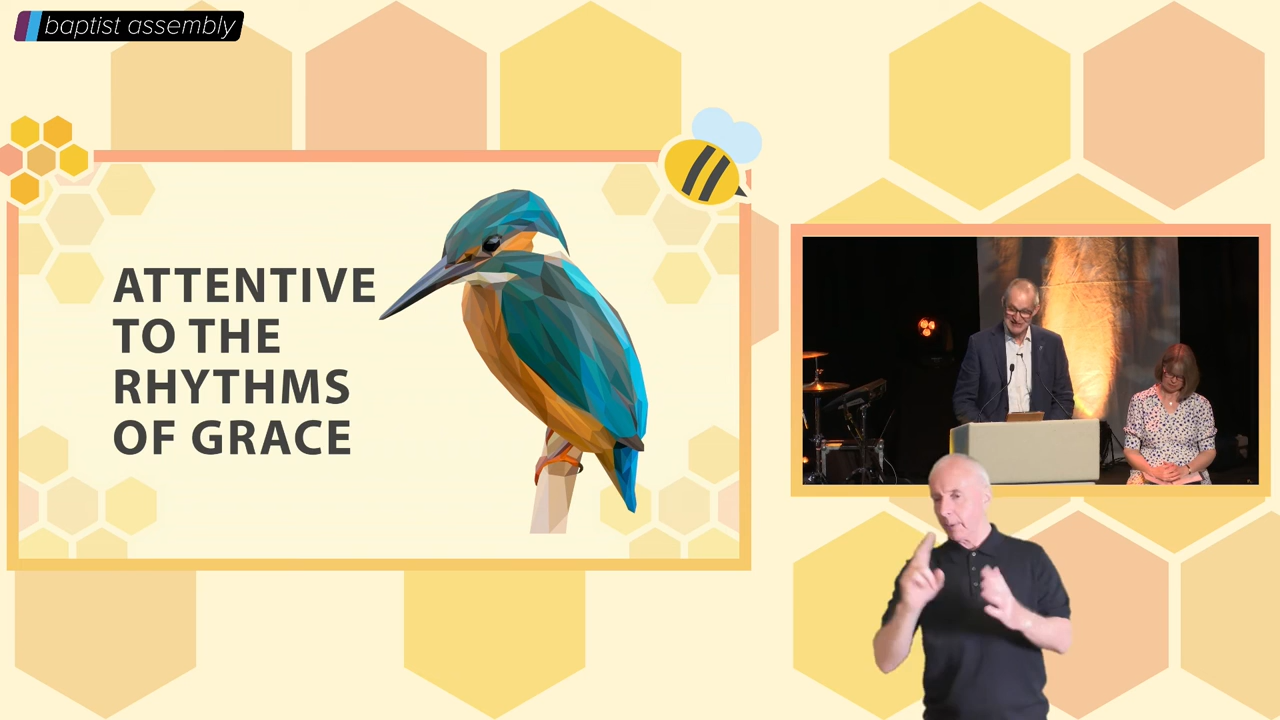 baptist assembly
ATTENTIVE
TO THE
RHYTHMS
OF GRACE